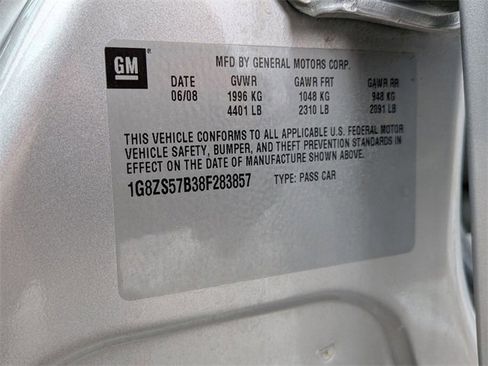 GM
MFD BY GENERAL MOTORS CORP.
DATE GVWR GAWR FRT GAWR RR
06/08 1996 KG 1048 KG 948 KG
4401 LB 2310 LB 2091 LB
THIS VEHICLE CONFORMS TO ALL APPLICABLE U.S. FEDERAL MOTOR
VEHICLE SAFETY, BUMPER, AND THEFT PREVENTION STANDARDS IN
EFFECT ON THE DATE OF MANUFACTURE SHOWN ABOVE.
1G8ZS57B38F283857 TYPE: PASS CAR